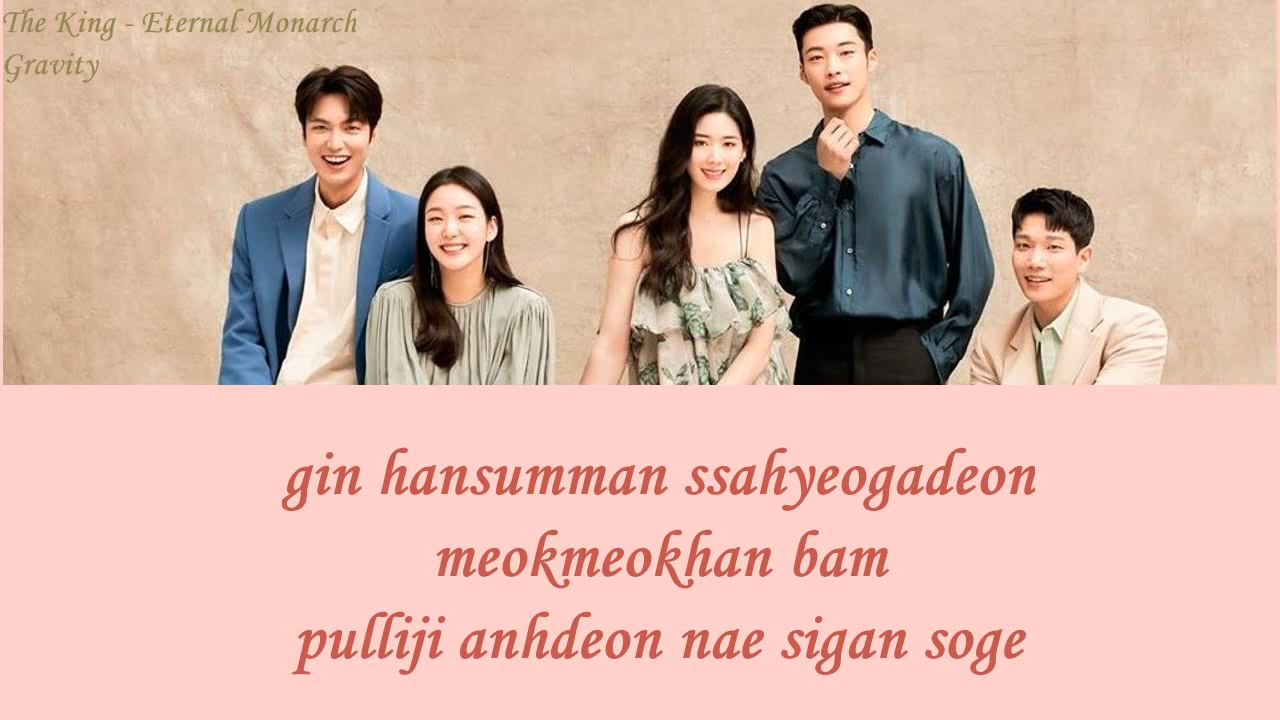 The King - Eternal Monarch
Gravity
gin hansumman ssahyeogadeon
meokmeokhan bam
pulliji anhdeon nae sigan soge